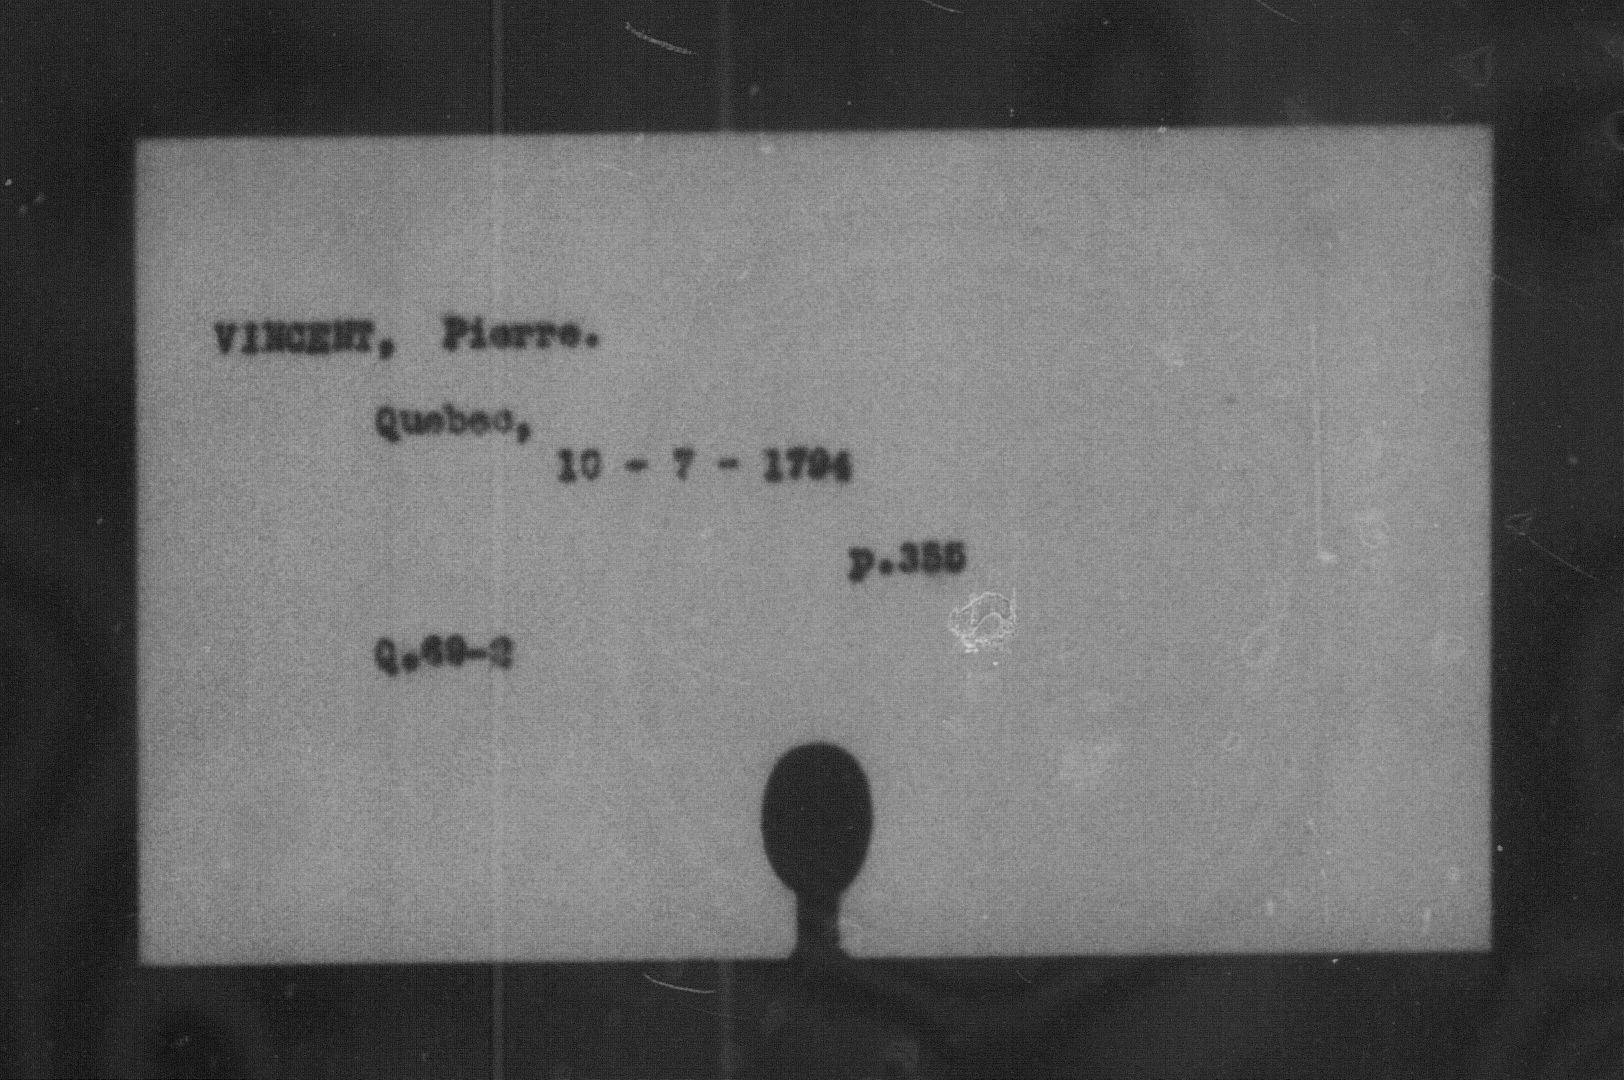 VINCENT, Pierre.
Quebec,
10 - 7 - 1794
p.355
Q.69-2